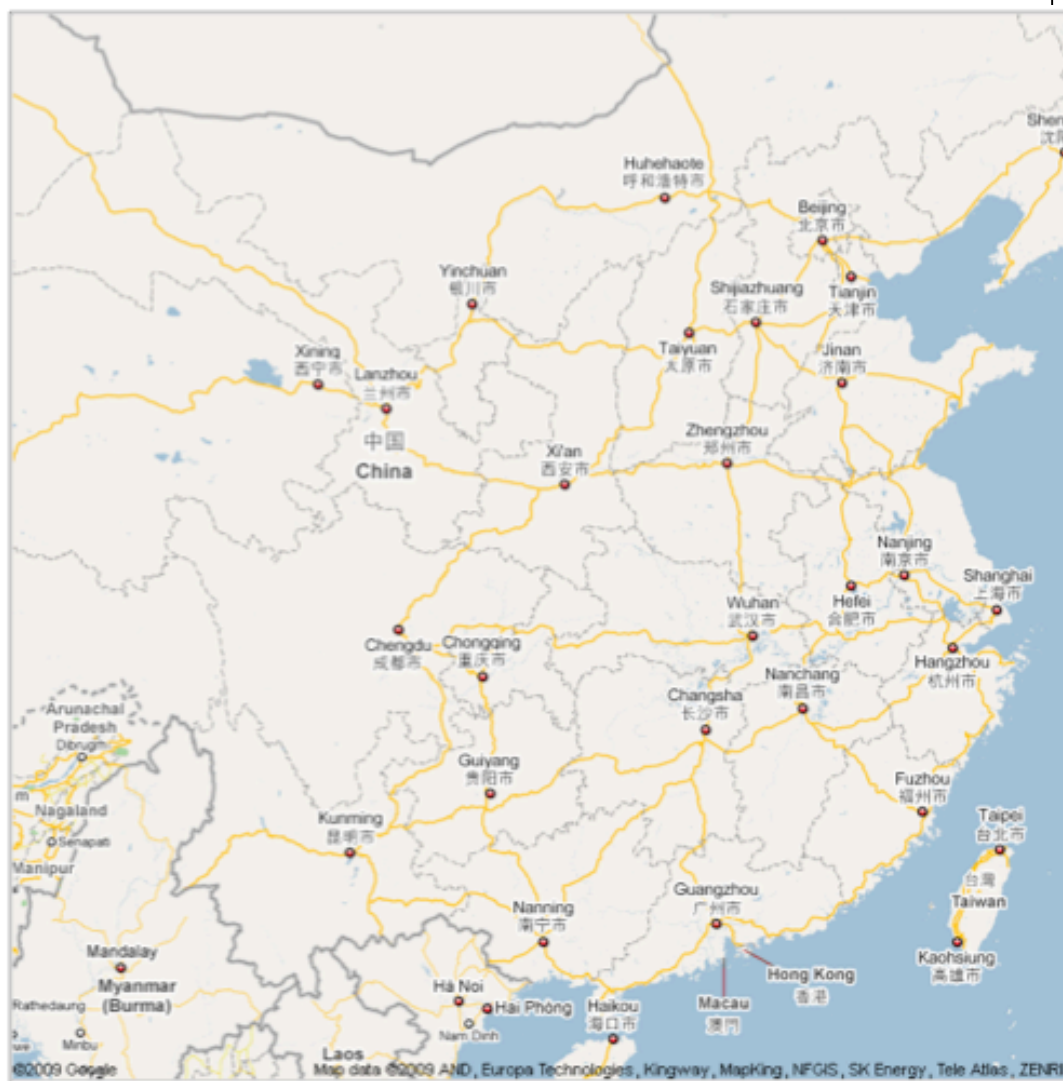 Shen
沈阳
Huhehaote
呼和浩特市
Beijing
北京市
Yinchuan
银川市
Shijiazhuang
石家庄市
Tianjin
天津市
Taiyuan
太原市
Xining
西宁市
Lanzhou
兰州市
Jinan
济南市
中国
China
Zhengzhou
郑州市
Xi'an
西安市
Nanjing
南京市
Shanghai
上海市
Hefei
合肥市
Wuhan
武汉市
Chengdu
成都市
Chongqing
重庆市
Hangzhou
杭州市
Nanchang
南昌市
Changsha
长沙市
Arunachal
Pradesh
Dibrugarh
Nagaland
Senapati
Manipur
Guiyang
贵阳市
Fuzhou
福州市
Kunming
昆明市
Taipei
台北市
台灣
Taiwan
Guangzhou
广州市
Nanning
南宁市
Kaohsiung
高雄市
Mandalay
Myanmar
(Burma)
Hong Kong
香港
Macau
澳門
Hà Noi
Hai Phòng
Nam Dinh
Haikou
海口市
Rathedaung
Minbu
Laos
©2009 Google
Map data ©2009 AND, Europa Technologies, Kingway, MapKing, NFGIS, SK Energy, Tele Atlas, ZENR